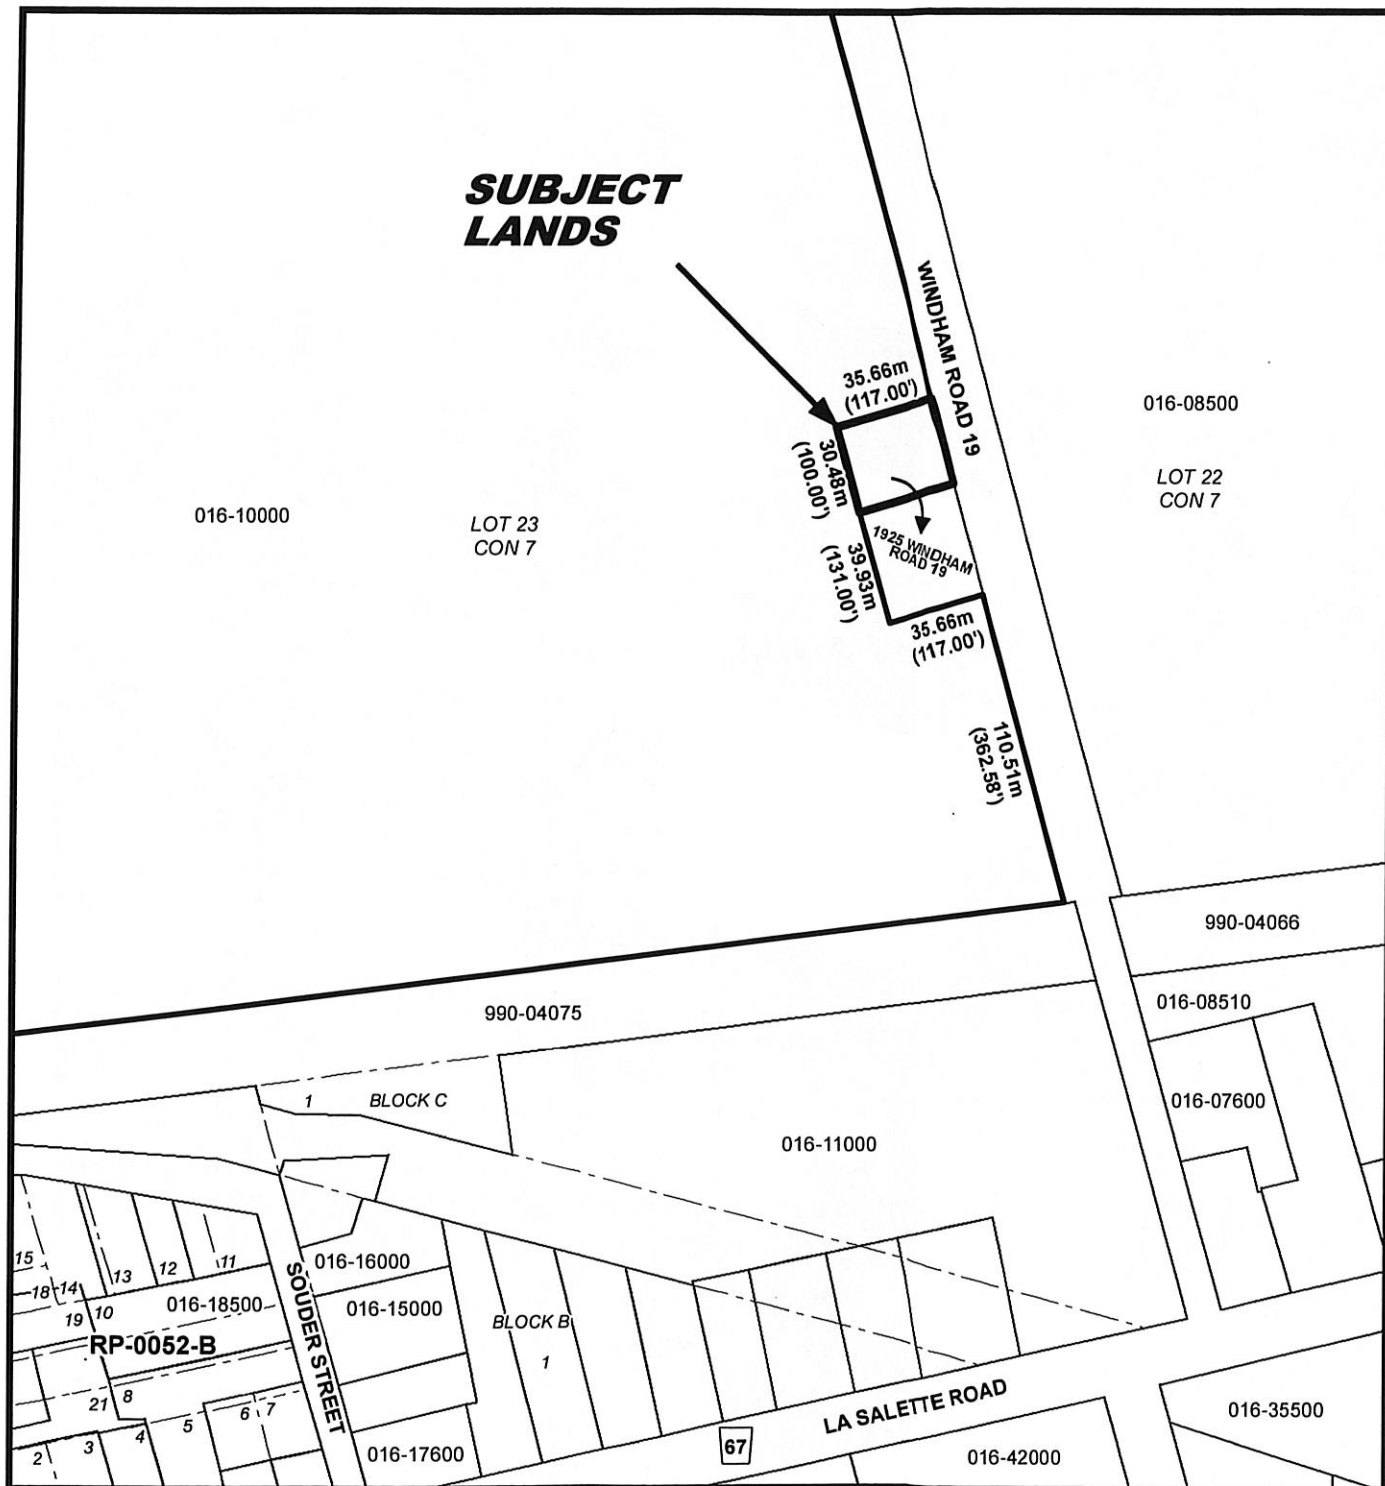 SUBJECT
LANDS
WINDHAM ROAD 19
35.66m
(117.00')
016-08500
30.48m
(100.00')
LOT 22
CON 7
016-10000
LOT 23
CON 7
1925 WINDHAM
ROAD 19
39.93m
(131.00')
35.66m
(117.00')
110.51m
(362.58')
990-04066
990-04075
016-08510
1
BLOCK C
016-07600
016-11000
15
18
14
13
12
11
016-16000
016-18500
016-15000
19
10
SOUDER STREET
BLOCK B
1
RP-0052-B
21
8
5
6
7
LA SALETTE ROAD
016-35500
2
3
4
016-17600
67
016-42000